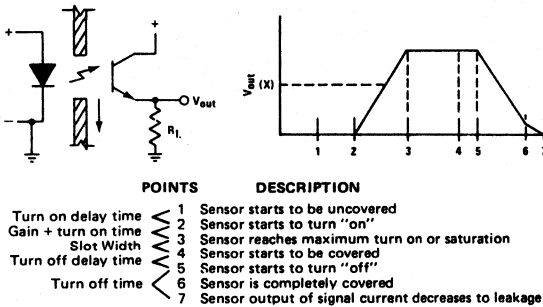 +
+
−
V out
R L.
V out (X)
1 2 3 4 5 6 7
POINTS DESCRIPTION
1 Sensor starts to be uncovered
Turn on delay time
2 Sensor starts to turn "on"
Gain + turn on time
3 Sensor reaches maximum turn on or saturation
Slot Width
4 Sensor starts to be covered
Turn off delay time
5 Sensor starts to turn "off"
Turn off time
6 Sensor is completely covered
7 Sensor output of signal current decreases to leakage